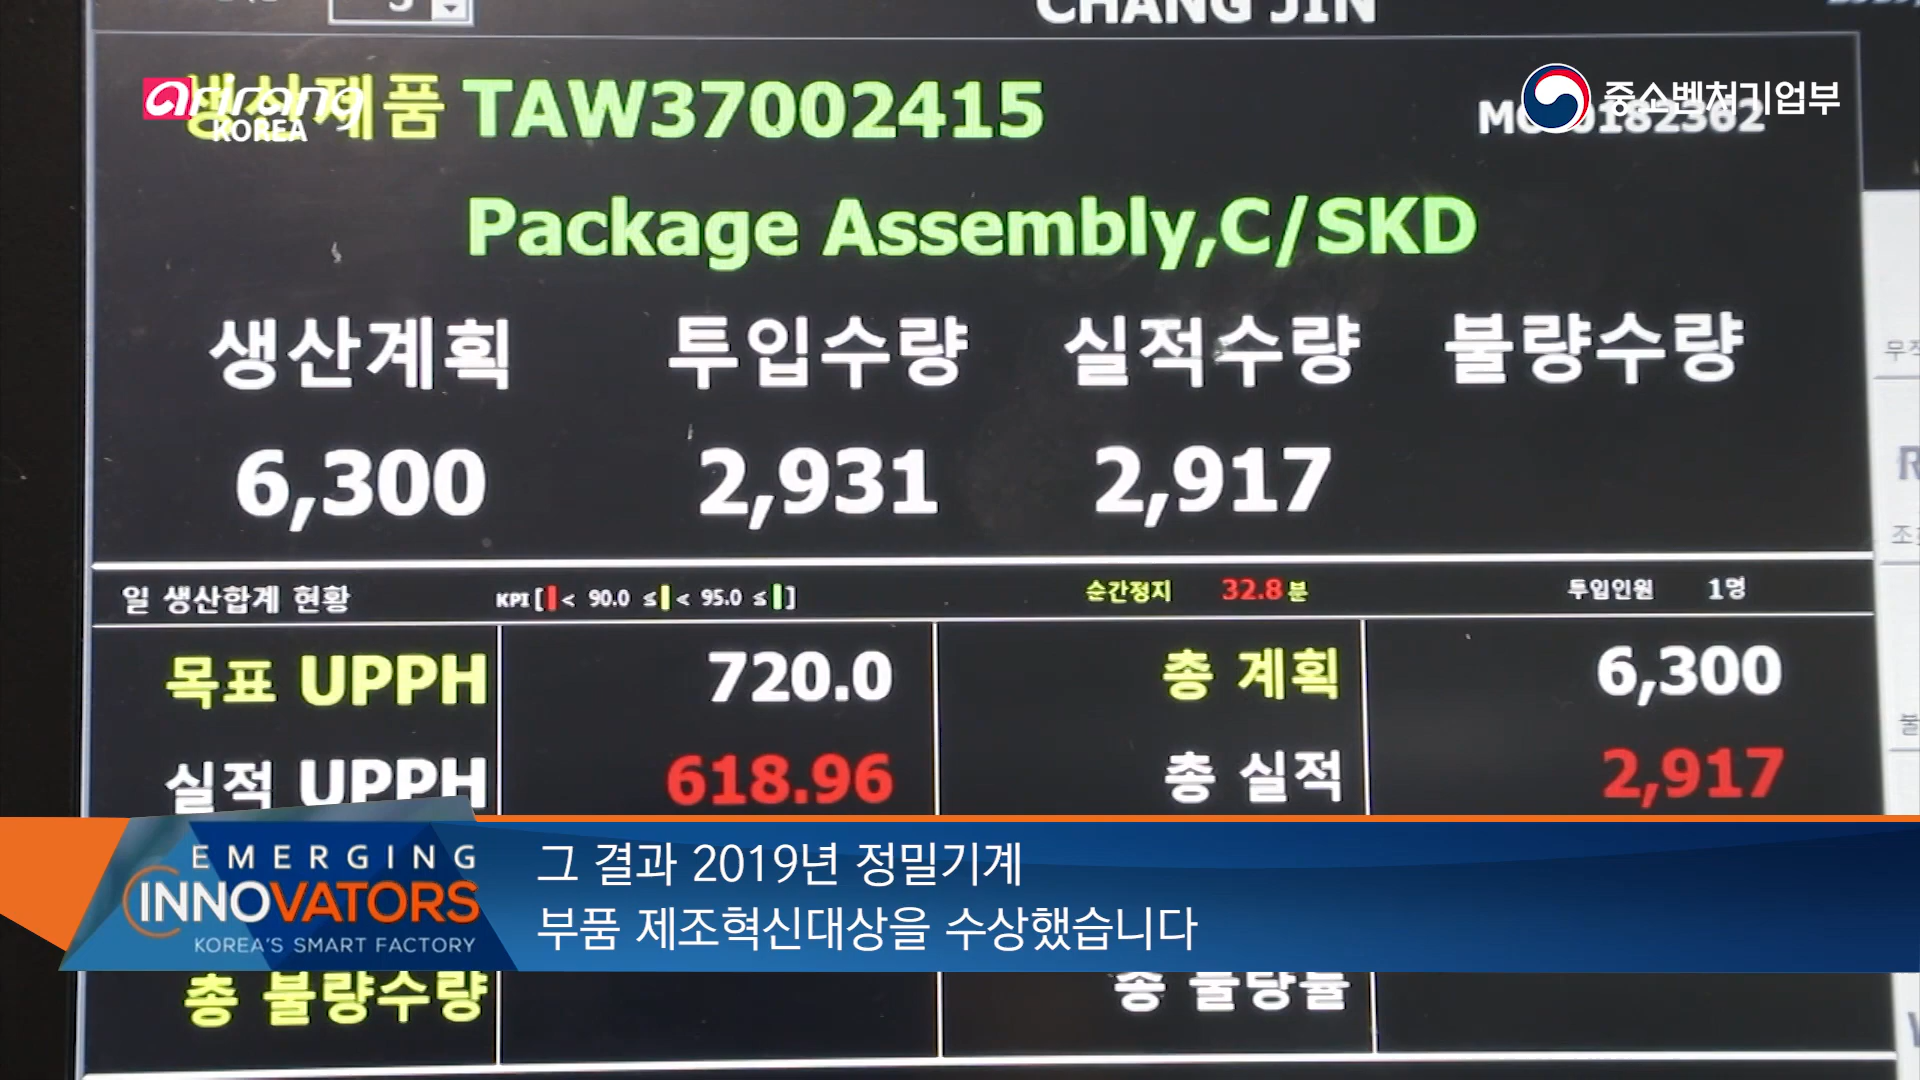 CHANG JIN
arirang
KOREA
생산제품 TAW37002415
중소벤처기업부
Package Assembly,C/SKD
생산계획 투입수량 실적수량 불량수량
6,300 2,931 2,917
일 생산합계 현황 KPI[ < 90.0 ≤ < 95.0 ≤ ] 순간정지 32.8분 투입인원 1명
목표 UPPH 720.0 총 계획 6,300
실적 UPPH 618.96 총 실적 2,917
EMERGING
INNOVATORS
KOREA'S SMART FACTORY
그 결과 2019년 정밀기계
부품 제조혁신대상을 수상했습니다
총 불량수량